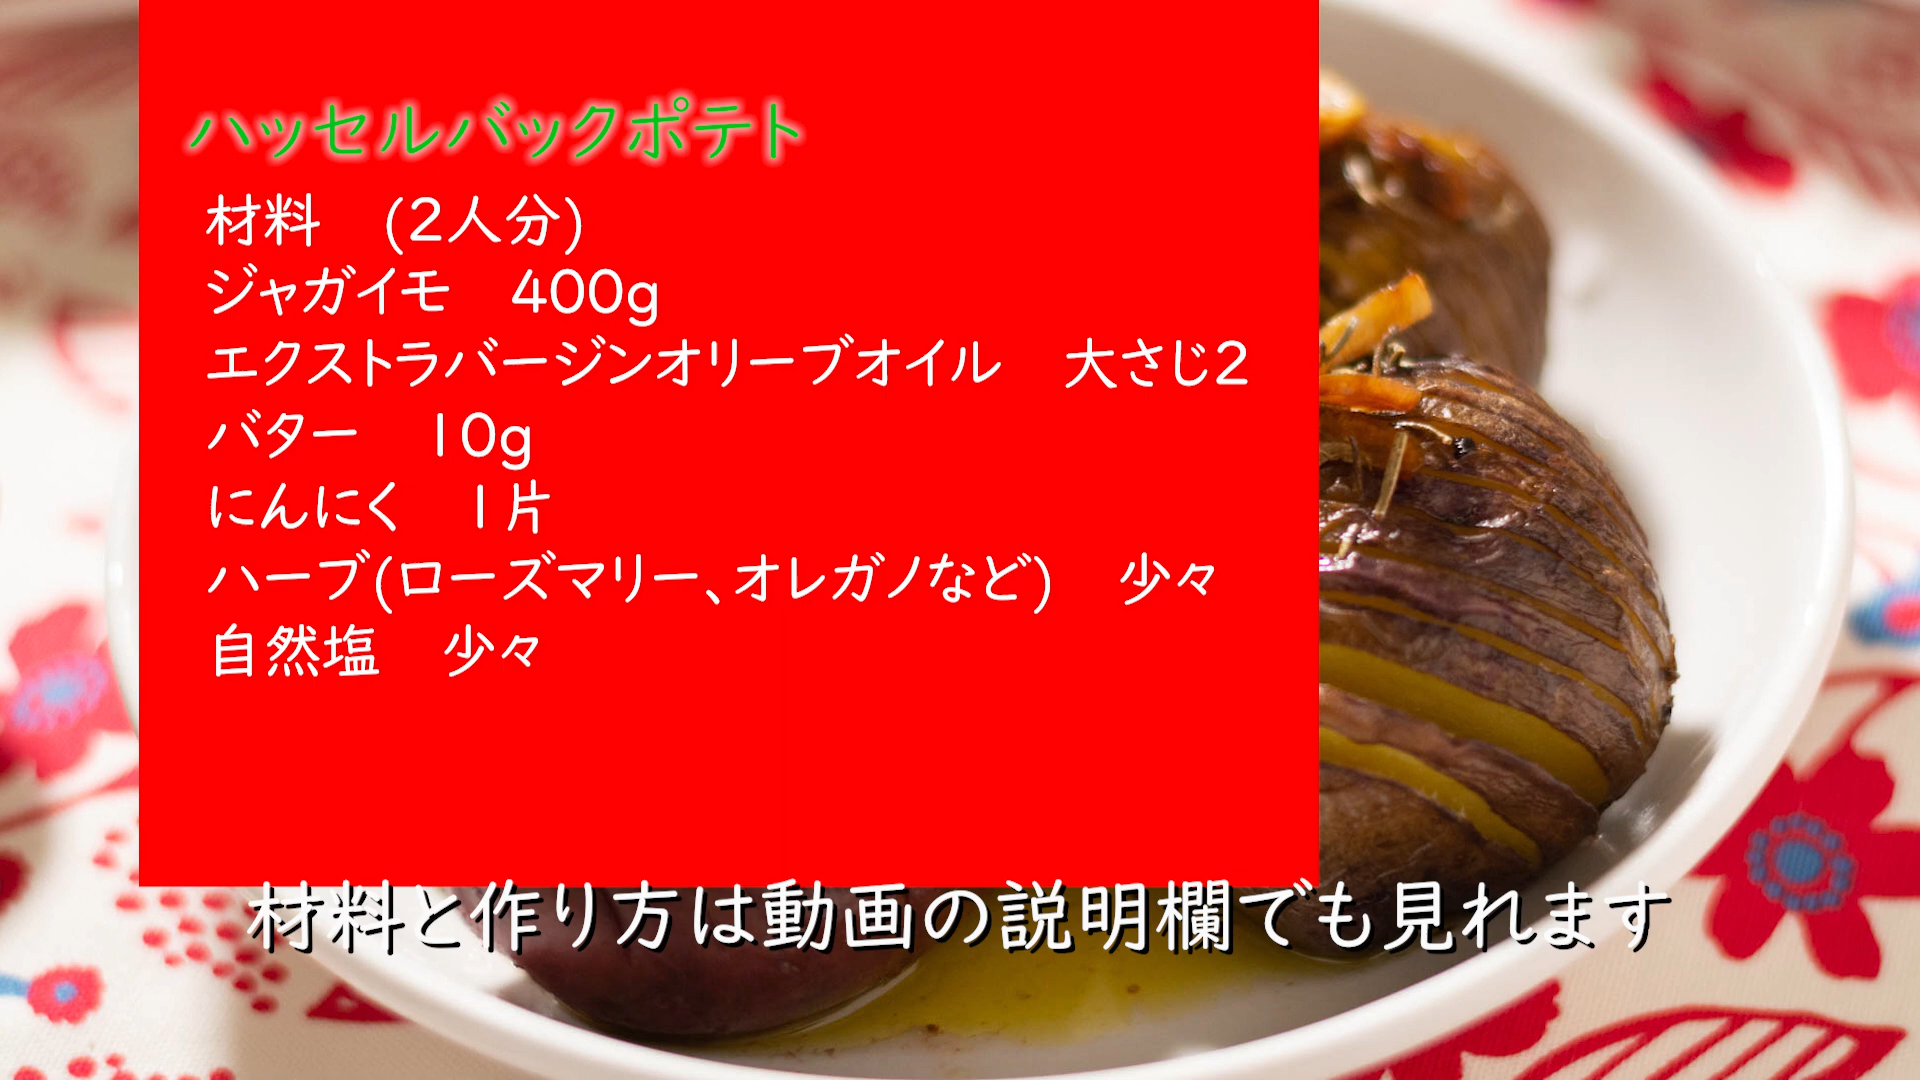 ハッセルバックポテト
材料　(2人分)
ジャガイモ　400g
エクストラバージンオリーブオイル　大さじ2
バター　10g
にんにく　1片
ハーブ(ローズマリー、オレガノなど)　少々
自然塩　少々
材料と作り方は動画の説明欄でも見れます